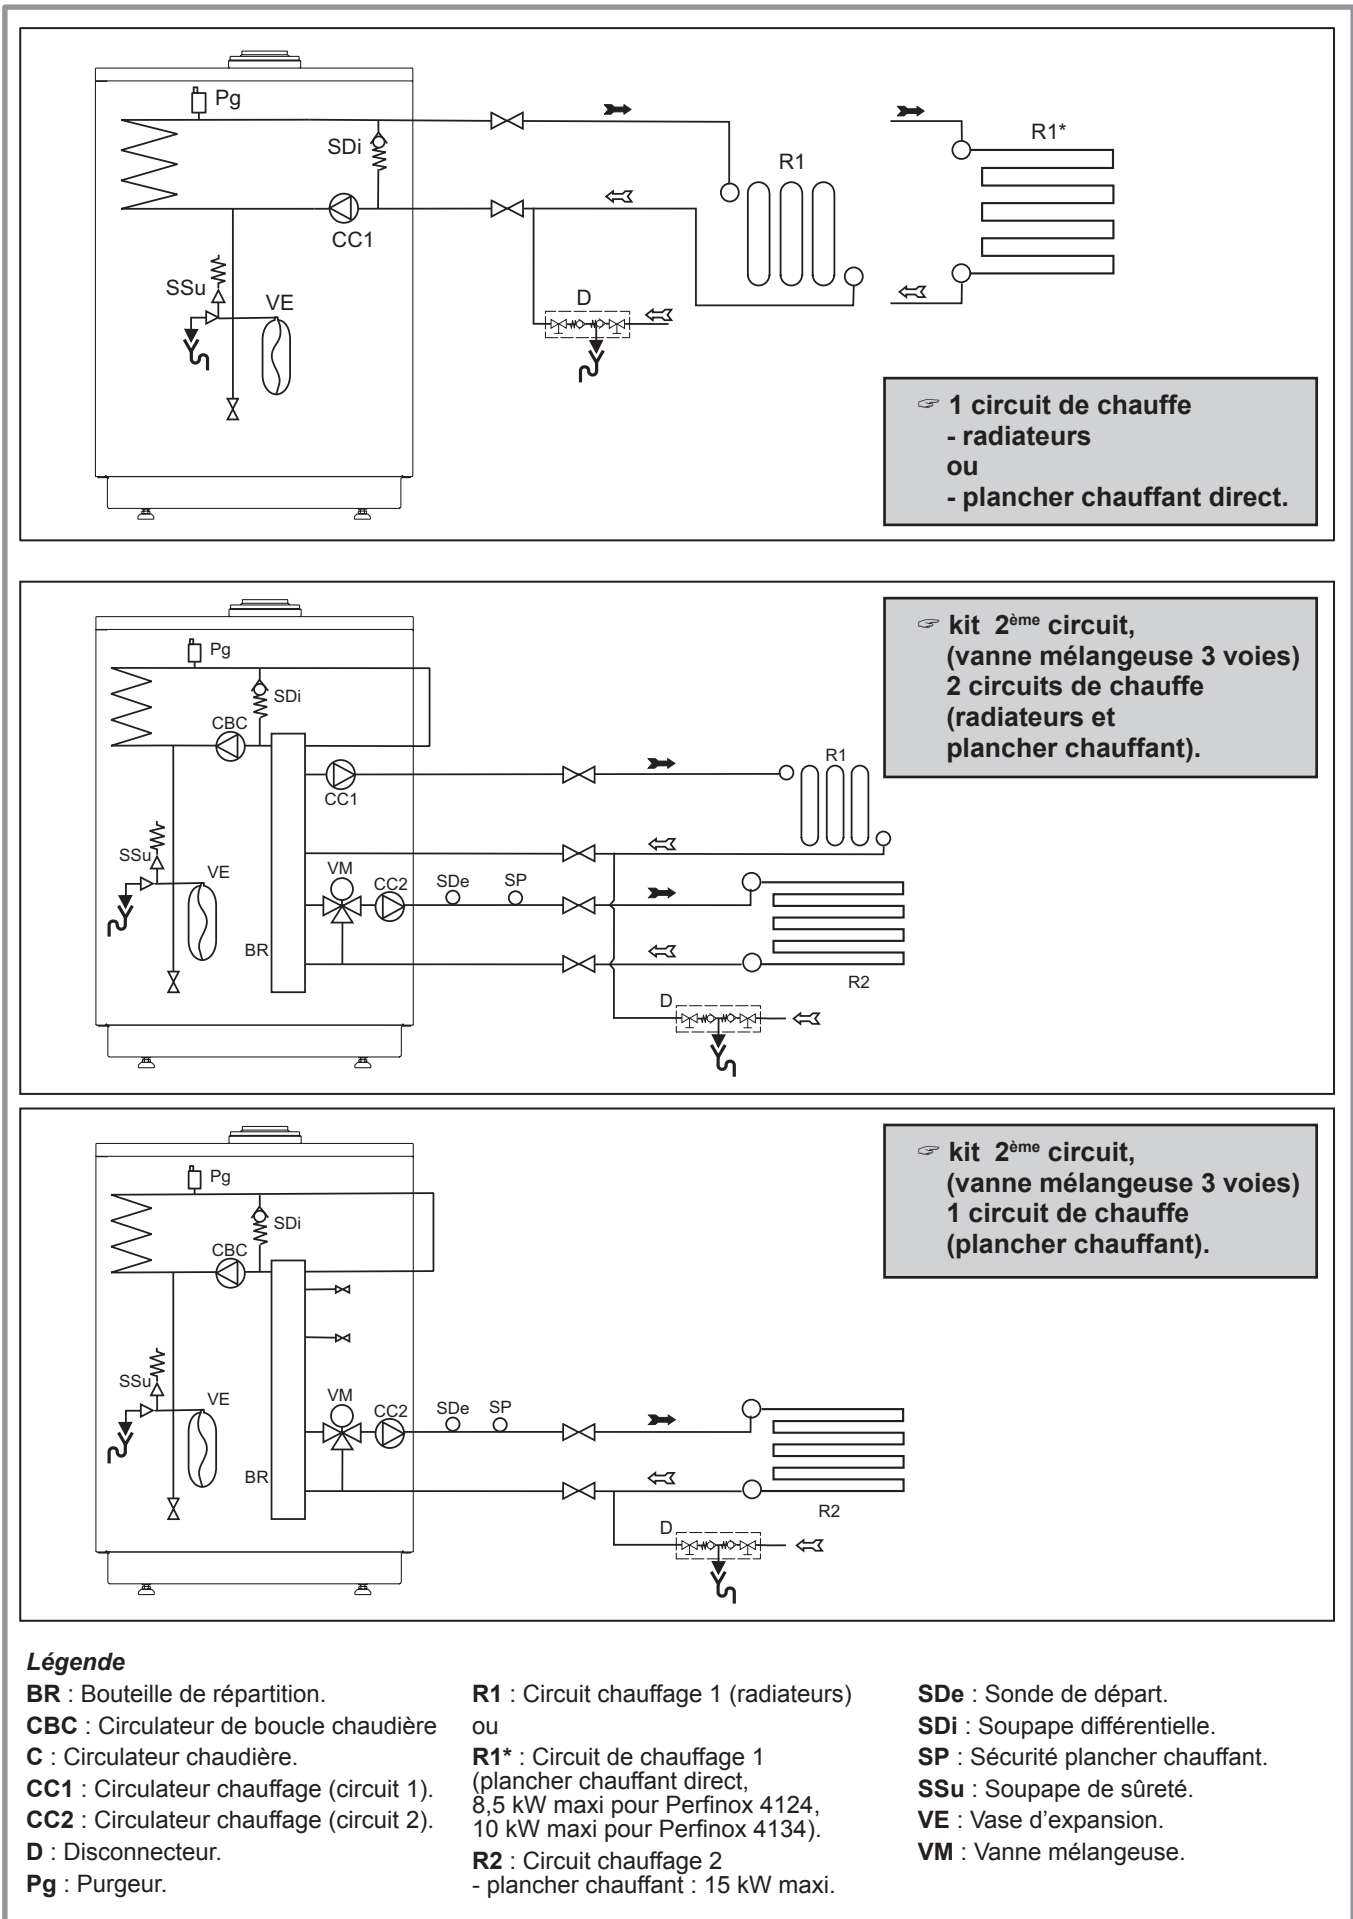 Pg
SDi
CC1
SSu
VE
R1
D
R1*
☞ 1 circuit de chauffe
- radiateurs
ou
- plancher chauffant direct.
☞ kit 2ème circuit,
(vanne mélangeuse 3 voies)
2 circuits de chauffe
(radiateurs et
plancher chauffant).
Pg
SDi
CBC
CC1
R1
SSu
VE
VM
CC2
SDe
SP
BR
R2
D
☞ kit 2ème circuit,
(vanne mélangeuse 3 voies)
1 circuit de chauffe
(plancher chauffant).
Pg
SDi
CBC
SSu
VE
VM
CC2
SDe
SP
BR
R2
D
Légende
BR : Bouteille de répartition.
CBC : Circulateur de boucle chaudière
C : Circulateur chaudière.
CC1 : Circulateur chauffage (circuit 1).
CC2 : Circulateur chauffage (circuit 2).
D : Disconnecteur.
Pg : Purgeur.
R1 : Circuit chauffage 1 (radiateurs)
ou
R1* : Circuit de chauffage 1
(plancher chauffant direct,
8,5 kW maxi pour Perfinox 4124,
10 kW maxi pour Perfinox 4134).
R2 : Circuit chauffage 2
- plancher chauffant : 15 kW maxi.
SDe : Sonde de départ.
SDi : Soupape différentielle.
SP : Sécurité plancher chauffant.
SSu : Soupape de sûreté.
VE : Vase d’expansion.
VM : Vanne mélangeuse.